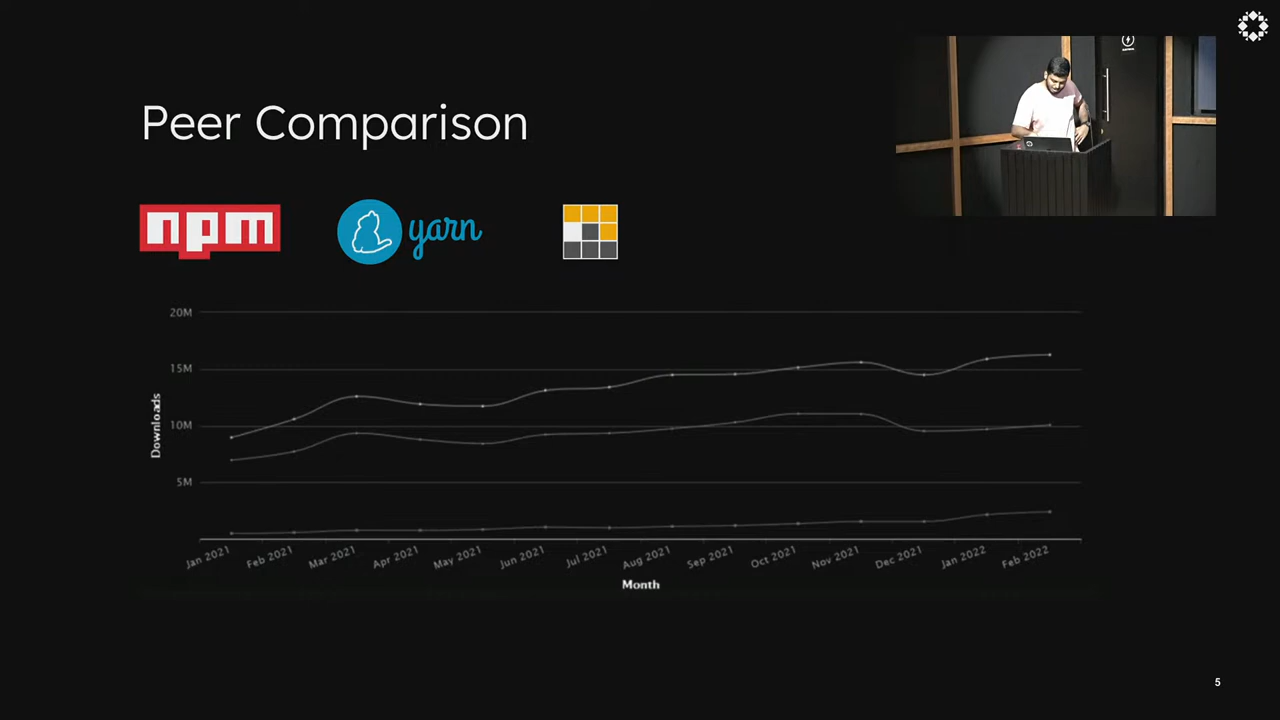 Peer Comparison
npm
yarn
20M
15M
10M
5M
Downloads
Jan 2021
Feb 2021
Mar 2021
Apr 2021
May 2021
Jun 2021
Jul 2021
Aug 2021
Sep 2021
Oct 2021
Nov 2021
Dec 2021
Jan 2022
Feb 2022
Month
5